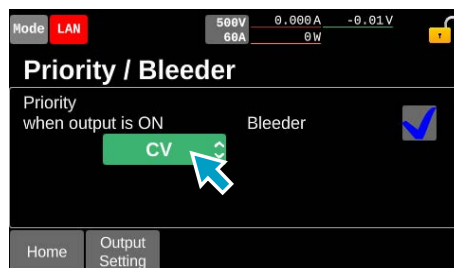 Mode LAN 500V 0.000A -0.01V
60A 0W
Priority / Bleeder
Priority
when output is ON Bleeder
CV
Home Output
Setting